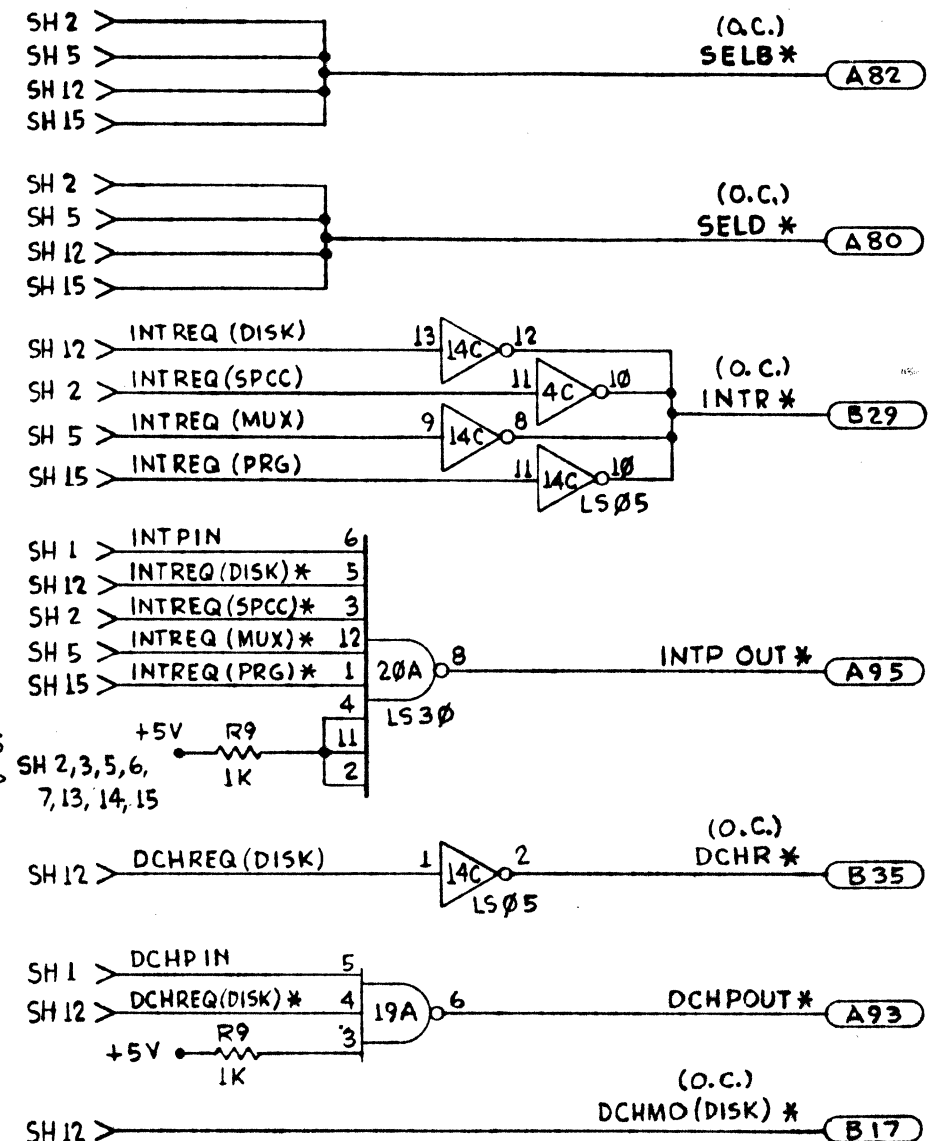 SH 2
SH 5
SH 12
SH 15
(O.C.)
SELB*
A82
SH 2
SH 5
SH 12
SH 15
(O.C.)
SELD *
A80
SH 12 INTREQ (DISK) 13 14C 12
SH 2 INTREQ (SPCC) 11 4C 1Ø
SH 5 INTREQ (MUX) 9 14C 8
SH 15 INTREQ (PRG) 11 14C 1Ø
LSØ5
(O.C.)
INTR *
B29
SH 1 INTPIN 6
SH 12 INTREQ (DISK)* 5
SH 2 INTREQ (SPCC)* 3
SH 5 INTREQ (MUX)* 12
SH 15 INTREQ (PRG)* 1
2ØA 8
LS3Ø
INTP OUT *
A95
4
11
2
+5V R9
1K
SH 2,3,5,6,
7,13,14,15
SH 12 DCHREQ (DISK) 1 14C 2
LSØ5
(O.C.)
DCHR *
B35
SH 1 DCHPIN 5
SH 12 DCHREQ(DISK)* 4
3
19A 6
DCHPOUT *
A93
+5V R9
1K
(O.C.)
SH 12 DCHMO (DISK) * B17